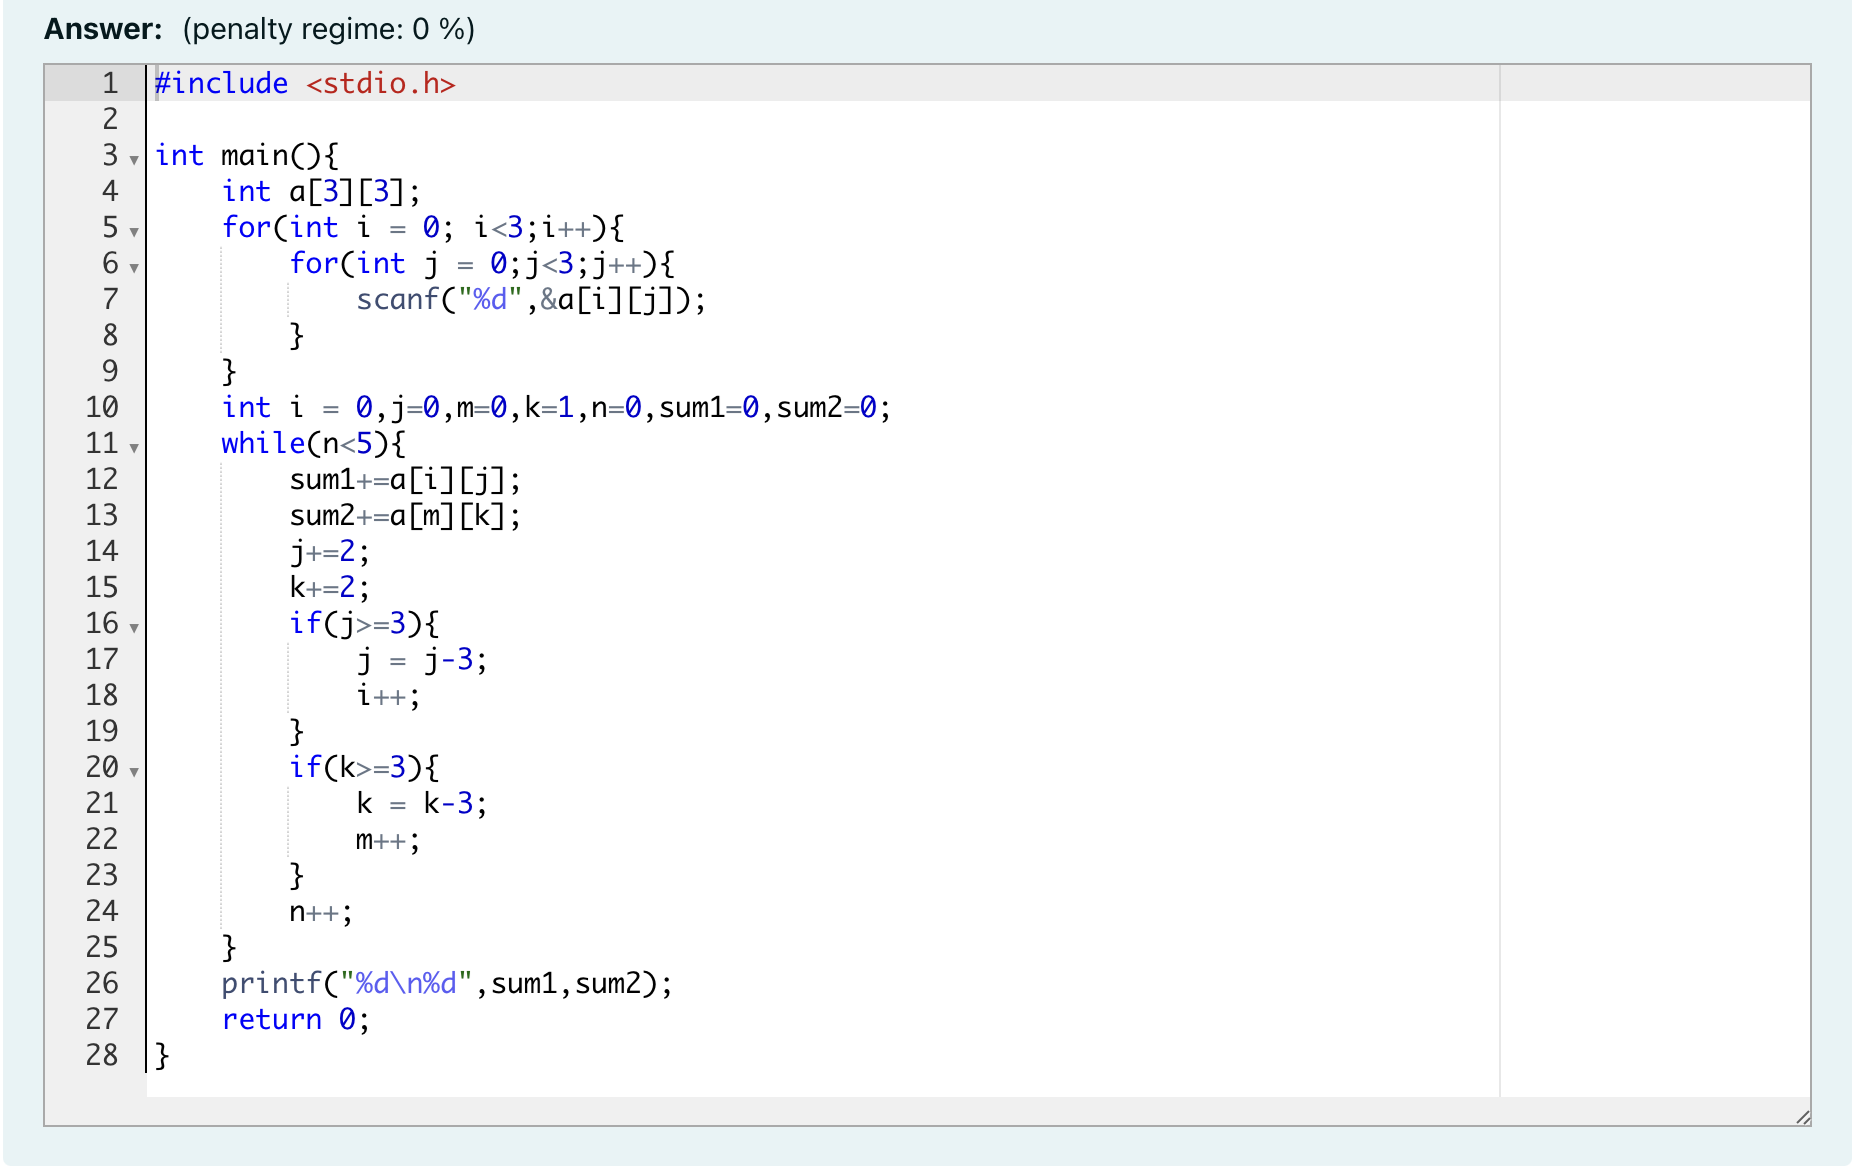 Answer: (penalty regime: 0 %)
1 #include <stdio.h>
2
3 int main(){
4     int a[3][3];
5     for(int i = 0; i<3;i++){
6         for(int j = 0;j<3;j++){
7             scanf("%d",&a[i][j]);
8         }
9     }
10     int i = 0,j=0,m=0,k=1,n=0,sum1=0,sum2=0;
11     while(n<5){
12         sum1+=a[i][j];
13         sum2+=a[m][k];
14         j+=2;
15         k+=2;
16         if(j>=3){
17             j = j-3;
18             i++;
19         }
20         if(k>=3){
21             k = k-3;
22             m++;
23         }
24         n++;
25     }
26     printf("%d\n%d",sum1,sum2);
27     return 0;
28 }